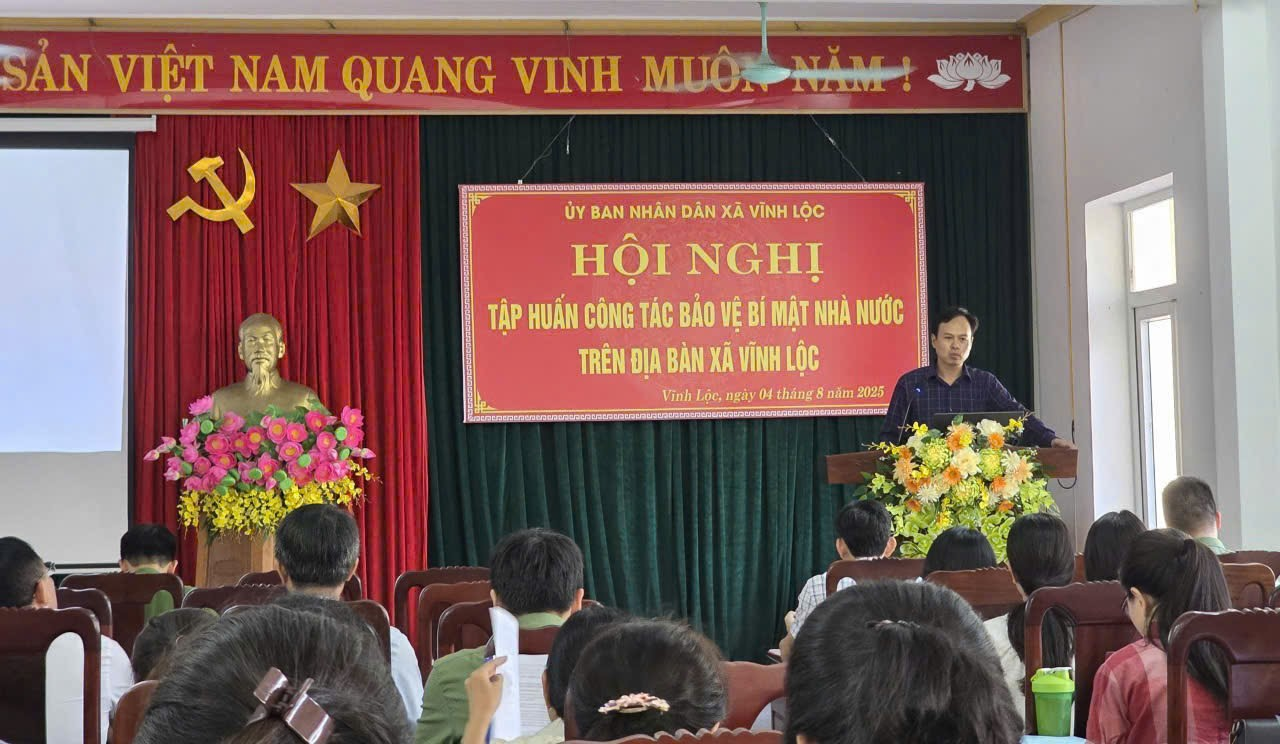 SẢN VIỆT NAM QUANG VINH MUÔN NĂM !
ỦY BAN NHÂN DÂN XÃ VĨNH LỘC
HỘI NGHỊ
TẬP HUẤN CÔNG TÁC BẢO VỆ BÍ MẬT NHÀ NƯỚC
TRÊN ĐỊA BÀN XÃ VĨNH LỘC
Vĩnh Lộc, ngày 04 tháng 8 năm 2025